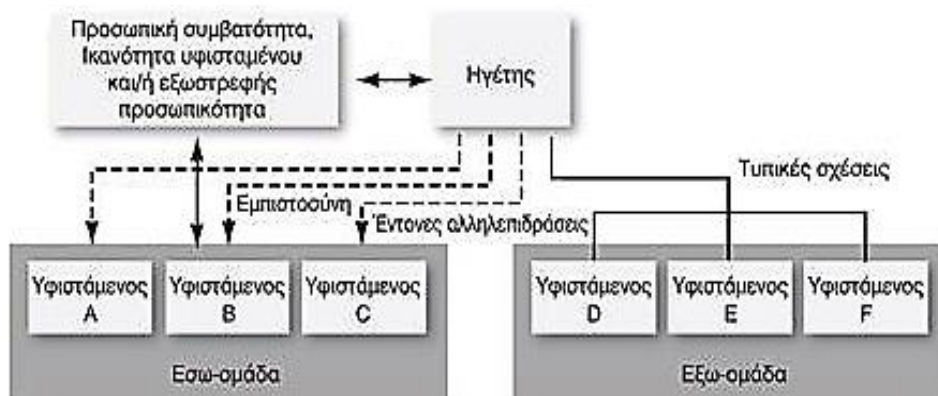 Προσωπική συμβατότητα,
Ικανότητα υφισταμένου
και/ή εξωστρεφής
προσωπικότητα
Ηγέτης
Τυπικές σχέσεις
Εμπιστοσύνη
Έντονες αλληλεπιδράσεις
Υφιστάμενος
A
Υφιστάμενος
B
Υφιστάμενος
C
Υφιστάμενος
D
Υφιστάμενος
E
Υφιστάμενος
F
Εσω-ομάδα
Εξω-ομάδα